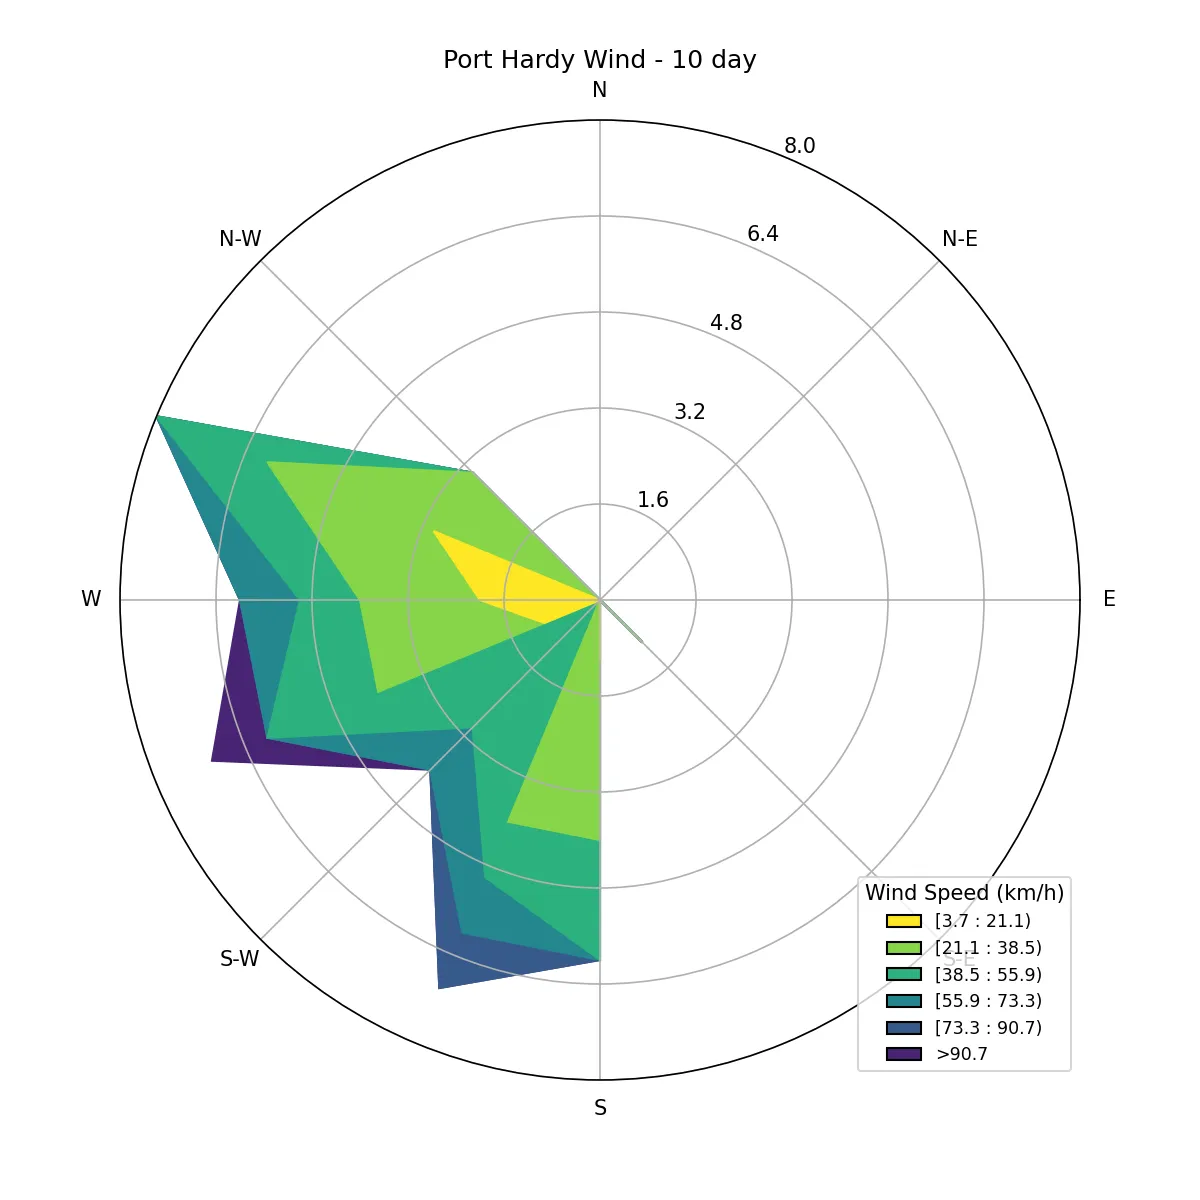 Port Hardy Wind - 10 day
N
8.0
N-W
N-E
6.4
4.8
3.2
1.6
W
E
Wind Speed (km/h)
[3.7 : 21.1)
[21.1 : 38.5)
S-W
S-E
[38.5 : 55.9)
[55.9 : 73.3)
[73.3 : 90.7)
>90.7
S